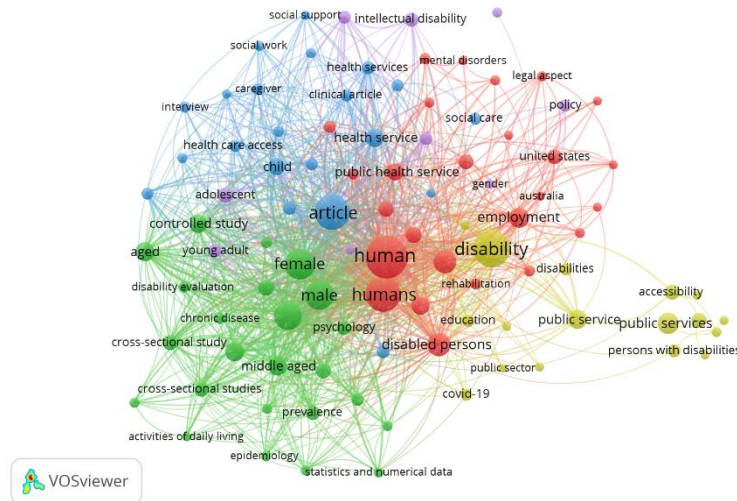 social support
intellectual disability
social work
health services
mental disorders
legal aspect
caregiver
clinical article
policy
interview
social care
health service
health care access
united states
child
public health service
gender
adolescent
australia
article
employment
controlled study
disability
aged
young adult
human
female
disabilities
disability evaluation
rehabilitation
accessibility
male
humans
chronic disease
education
public service
public services
psychology
cross-sectional study
disabled persons
persons with disabilities
middle aged
public sector
cross-sectional studies
covid-19
prevalence
activities of daily living
epidemiology
statistics and numerical data
VOSviewer